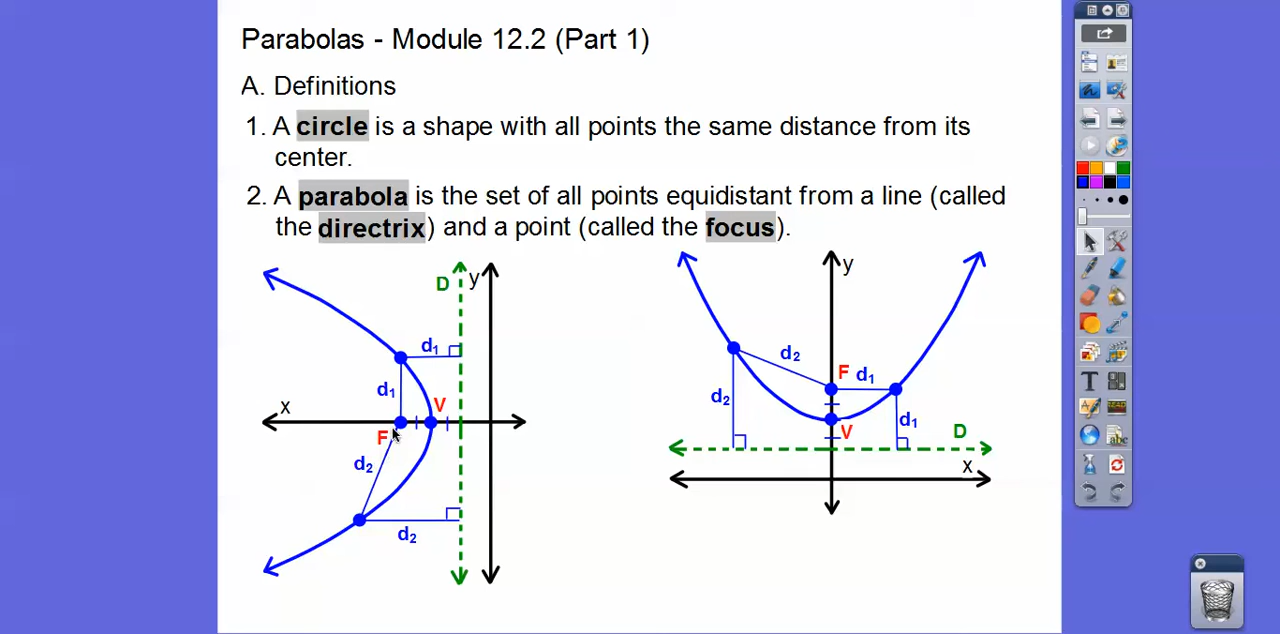 Parabolas - Module 12.2 (Part 1)
A. Definitions
1. A circle is a shape with all points the same distance from its
center.
2. A parabola is the set of all points equidistant from a line (called
the directrix) and a point (called the focus).
D
y
d1
d1
x
V
F
d2
d2
y
d2
F
d1
d2
d1
V
D
x
T
abc